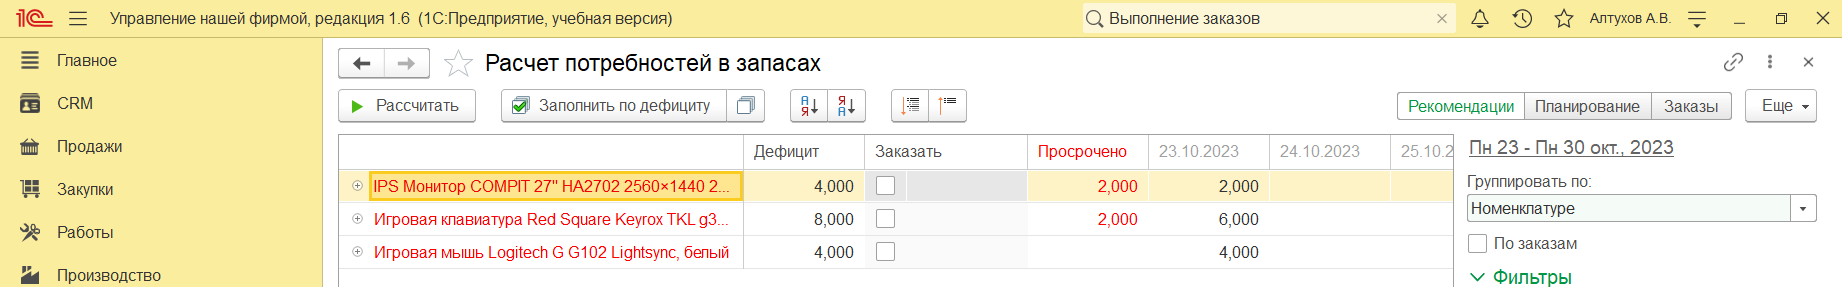 1С Управление нашей фирмой, редакция 1.6 (1С:Предприятие, учебная версия) Выполнение заказов Алтухов А.В.
Главное
CRM
Продажи
Закупки
Работы
Производство
Расчет потребностей в запасах
Рассчитать Заполнить по дефициту Рекомендации Планирование Заказы Еще
Дефицит Заказать Просрочено 23.10.2023 24.10.2023 25.10.2
IPS Монитор COMPIT 27" HA2702 2560×1440 2... 4,000 2,000 2,000
Игровая клавиатура Red Square Keyrox TKL g3... 8,000 2,000 6,000
Игровая мышь Logitech G G102 Lightsync, белый 4,000 4,000
Пн 23 - Пн 30 окт., 2023
Группировать по:
Номенклатуре
По заказам
Фильтры